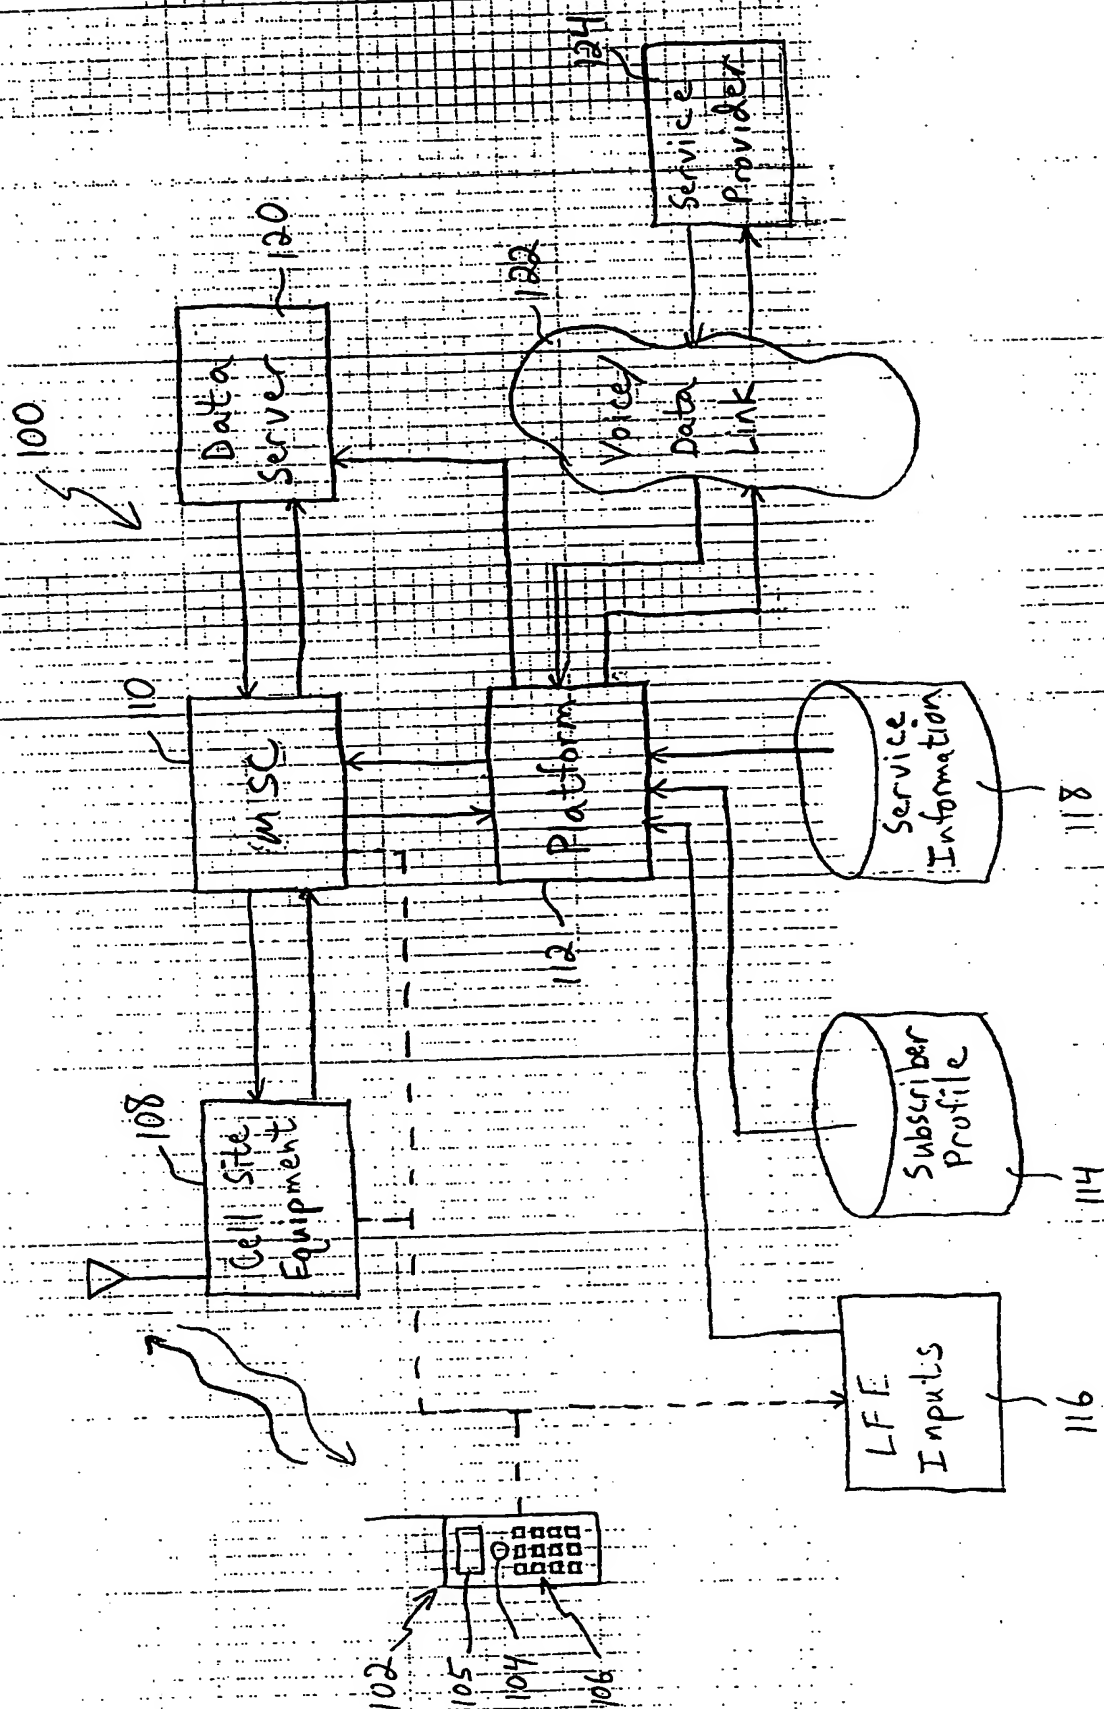 100
110
108
120
Data
Server
MSC
Cell Site
Equipment
124
Service
Provider
122
Voice/
Data
Link
Platform
112
102
105
104
106
LFE
Inputs
116
Subscriber
Profile
114
Service
Information
118